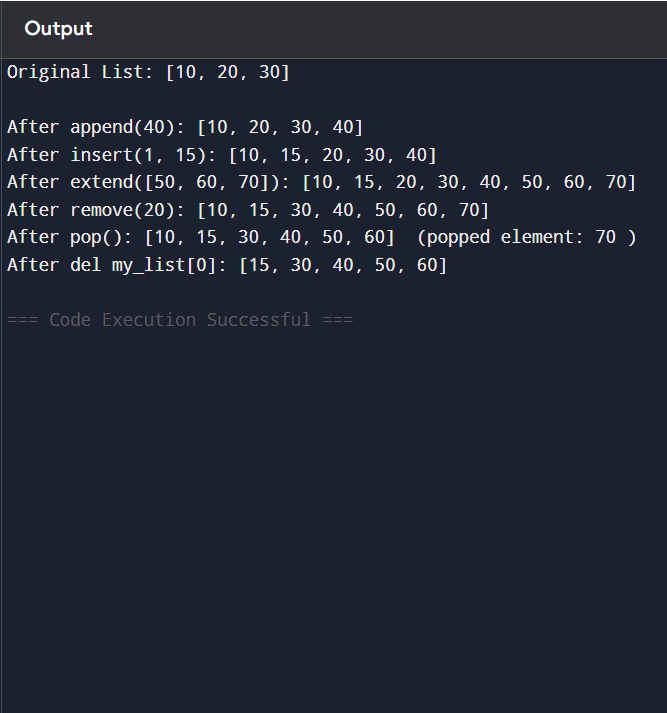 Output
Original List: [10, 20, 30]
After append(40): [10, 20, 30, 40]
After insert(1, 15): [10, 15, 20, 30, 40]
After extend([50, 60, 70]): [10, 15, 20, 30, 40, 50, 60, 70]
After remove(20): [10, 15, 30, 40, 50, 60, 70]
After pop(): [10, 15, 30, 40, 50, 60]  (popped element: 70 )
After del my_list[0]: [15, 30, 40, 50, 60]
=== Code Execution Successful ===